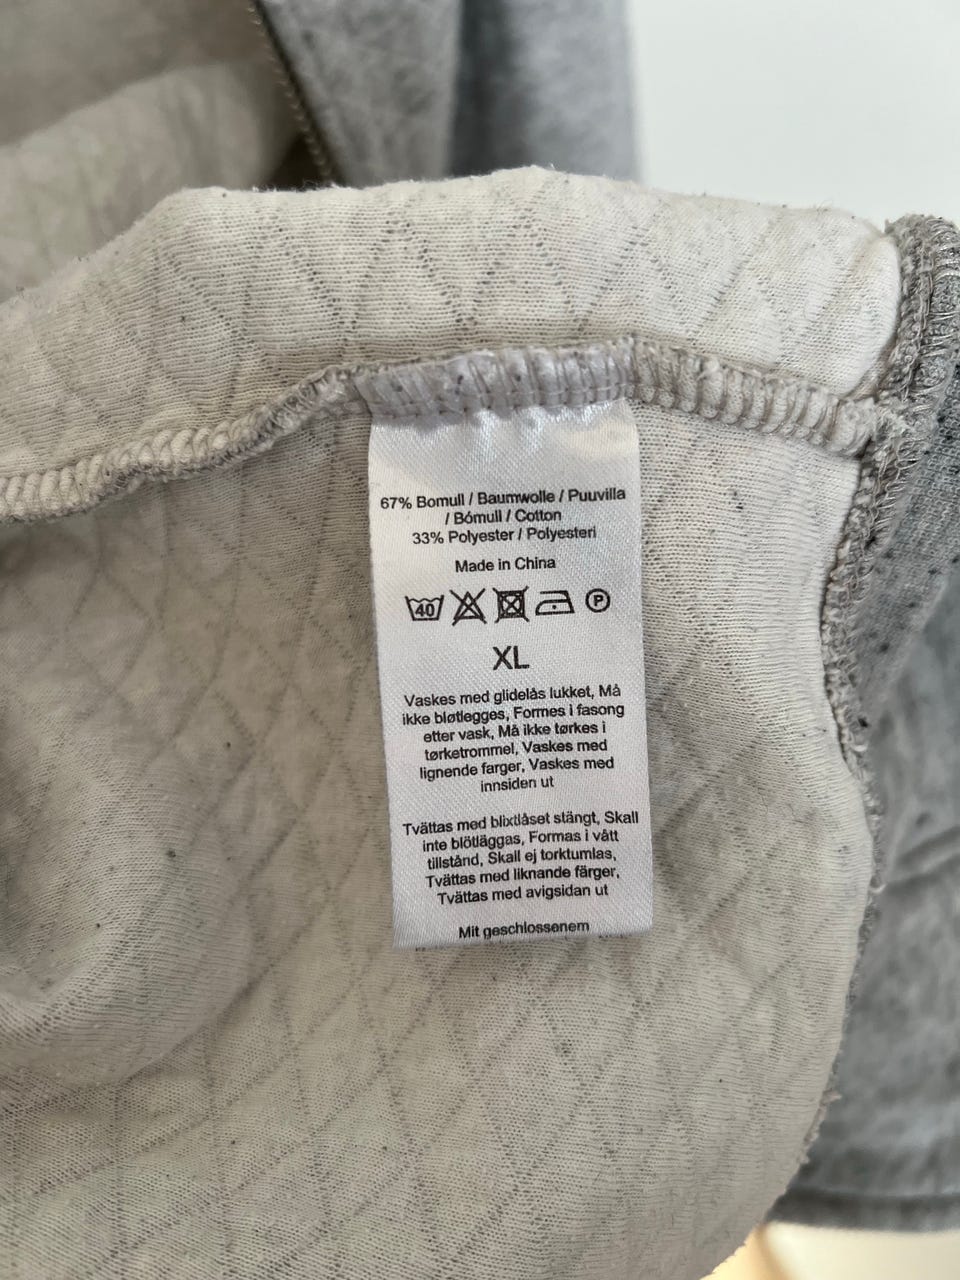 67% Bomull / Baumwolle / Puuvilla
/ Bómull / Cotton
33% Polyester / Polyesteri
Made in China
40 P
XL
Vaskes med glidelås lukket, Må
ikke bløtlegges, Formes i fasong
etter vask, Må ikke tørkes i
tørketrommel, Vaskes med
lignende farger, Vaskes med
innsiden ut
Tvättas med blixtlåset stängt, Skall
inte blötläggas, Formas i vått
tillstånd, Skall ej torktumlas,
Tvättas med liknande färger,
Tvättas med avigsidan ut
Mit geschlossenem